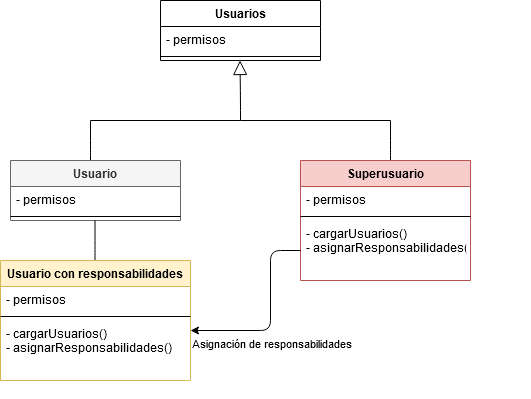 Usuarios
- permisos
Usuario
- permisos
Superusuario
- permisos
- cargarUsuarios()
- asignarResponsabilidades(
Usuario con responsabilidades
- permisos
- cargarUsuarios()
- asignarResponsabilidades()
Asignación de responsabilidades